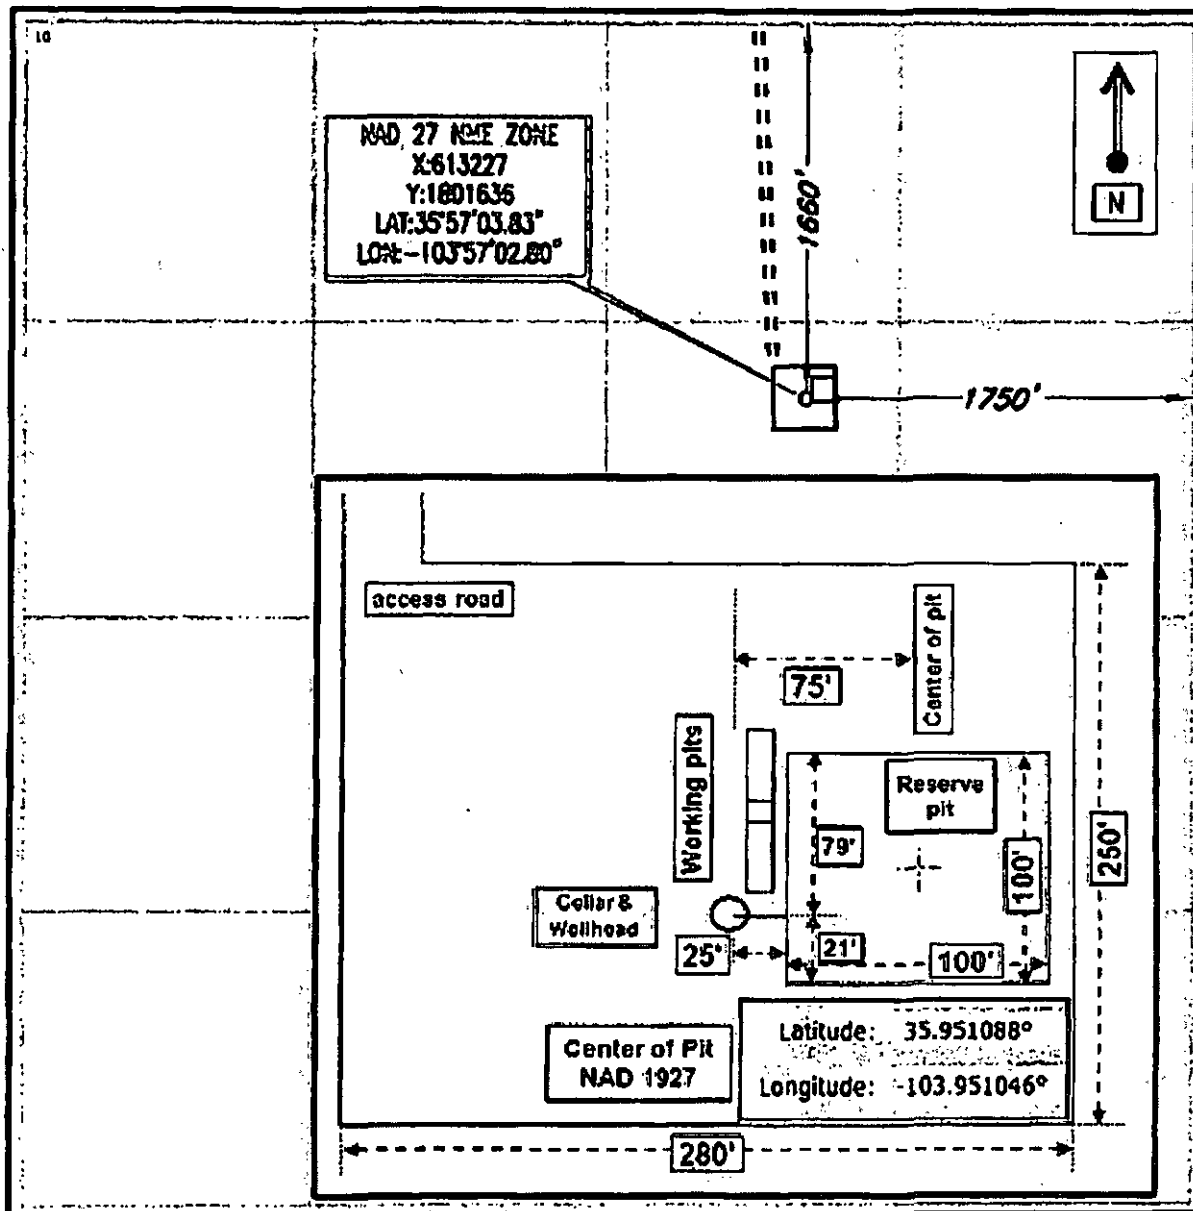 10
NAD 27 NME ZONE
X:613227
Y:1801636
LAT:35°57'03.83"
LON:-103°57'02.80"
1660'
N
1750'
access road
Center of pit
75'
Working pits
Reserve
pit
79'
100'
250'
Cellar &
Wellhead
25'
21'
100'
Center of Pit
NAD 1927
Latitude: 35.951088°
Longitude: -103.951046°
280'